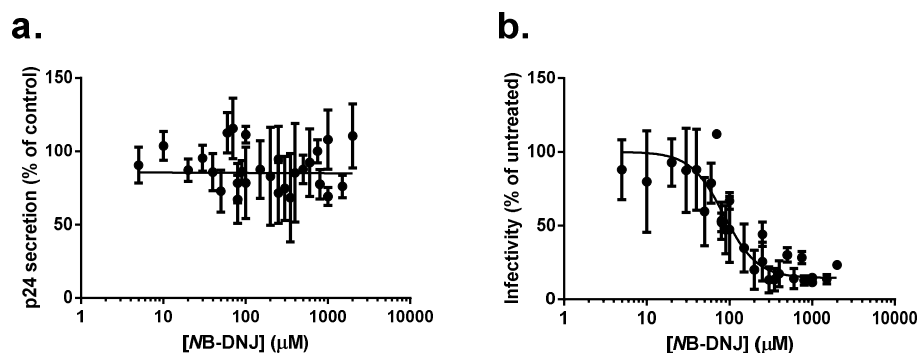 a.
p24 secretion (% of control)
150
100
50
0
1 10 100 1000 10000
[NB-DNJ] (μM)
b.
Infectivity (% of untreated)
150
100
50
0
1 10 100 1000 10000
[NB-DNJ] (μM)